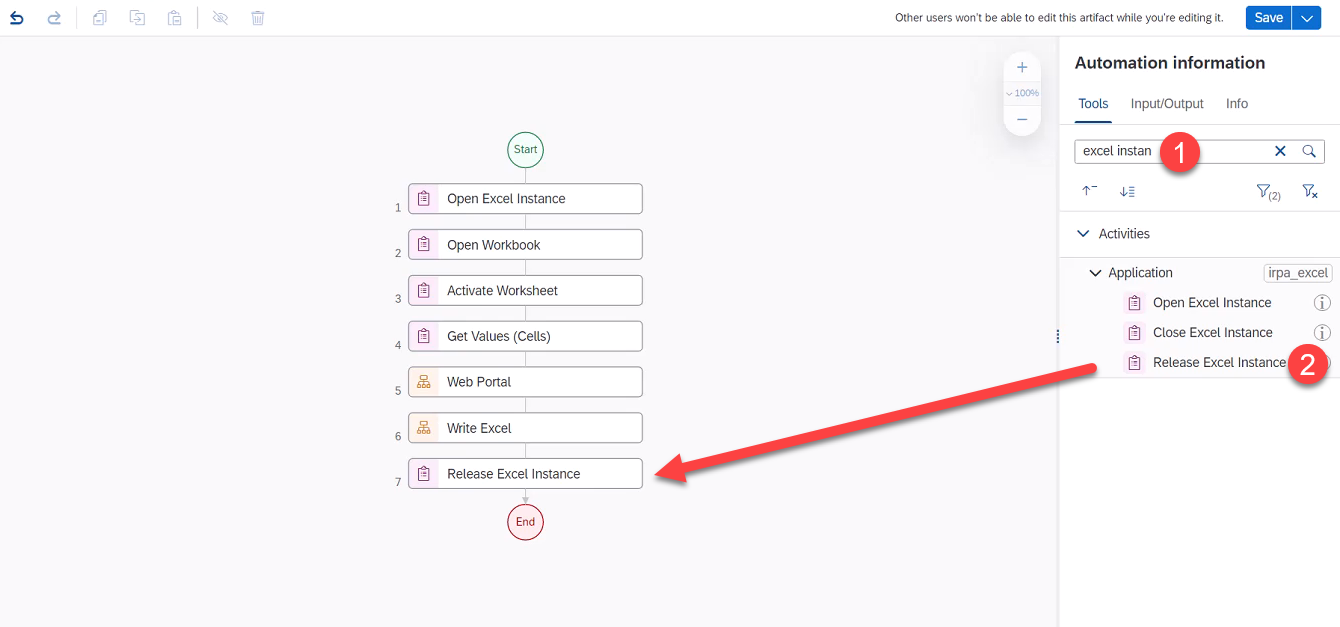 Other users won't be able to edit this artifact while you're editing it.
Save
100%
Automation information
Tools Input/Output Info
excel instan
1
(2)
Activities
Application irpa_excel
Open Excel Instance
Close Excel Instance
Release Excel Instance
2
Start
1 Open Excel Instance
2 Open Workbook
3 Activate Worksheet
4 Get Values (Cells)
5 Web Portal
6 Write Excel
7 Release Excel Instance
End